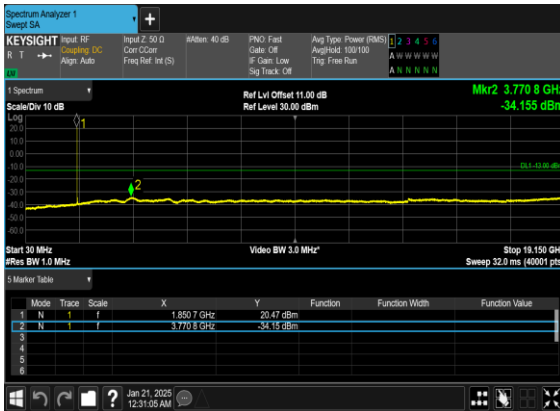 Spectrum Analyzer 1
Swept SA
+
KEYSIGHT Input: RF Input Z: 50 Ω #Atten: 40 dB PNO: Fast Avg Type: Power (RMS) 1 2 3 4 5 6
R T Coupling: DC Corr CCorr Gate: Off Avg|Hold: 100/100 A W W W W W
Align: Auto Freq Ref: Int (S) IF Gain: Low Trig: Free Run
Sig Track: Off A N N N N N
1 Spectrum Ref Lvl Offset 11.00 dB Mkr2 3.770 8 GHz
Scale/Div 10 dB Ref Level 30.00 dBm -34.155 dBm
Log
20.0
10.0
0.00
-10.0
-20.0
-30.0
-40.0
-50.0
-60.0
1
2
DL1 -13.00 dBm
Start 30 MHz Video BW 3.0 MHz* Stop 19.150 GHz
#Res BW 1.0 MHz Sweep 32.0 ms (40001 pts)
5 Marker Table
Mode Trace Scale X Y Function Function Width Function Value
1 N 1 f 1.850 7 GHz 20.47 dBm
2 N 1 f 3.770 8 GHz -34.15 dBm
3
4
5
6
? Jan 21, 2025
12:31:05 AM